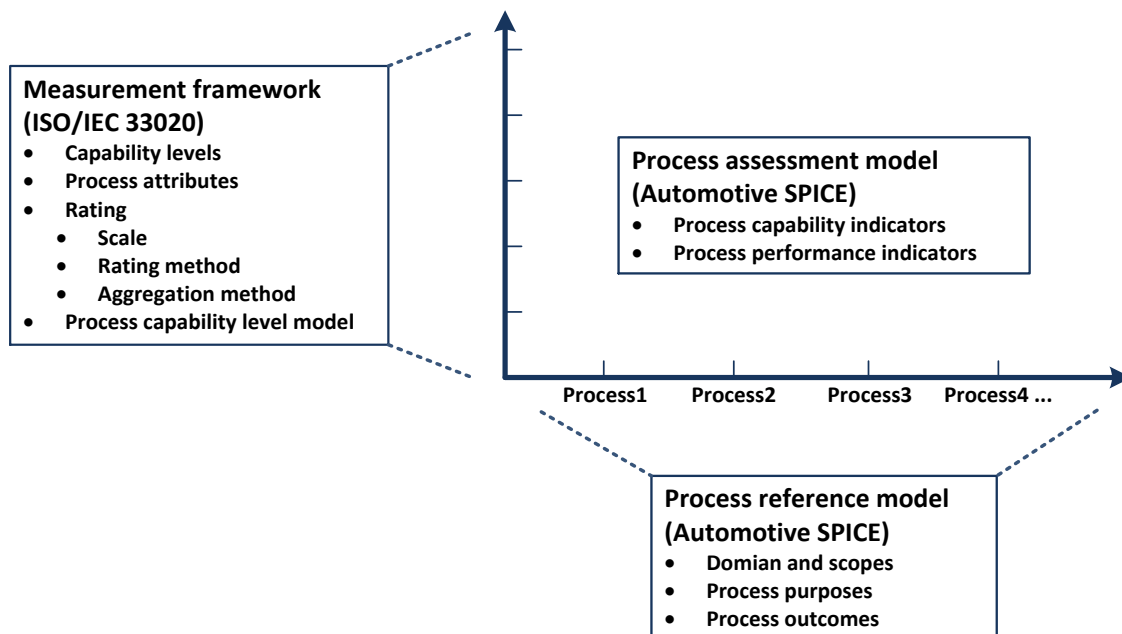 Measurement framework
(ISO/IEC 33020)
• Capability levels
• Process attributes
• Rating
• Scale
• Rating method
• Aggregation method
• Process capability level model
Process assessment model
(Automotive SPICE)
• Process capability indicators
• Process performance indicators
Process1 Process2 Process3 Process4 ...
Process reference model
(Automotive SPICE)
• Domian and scopes
• Process purposes
• Process outcomes